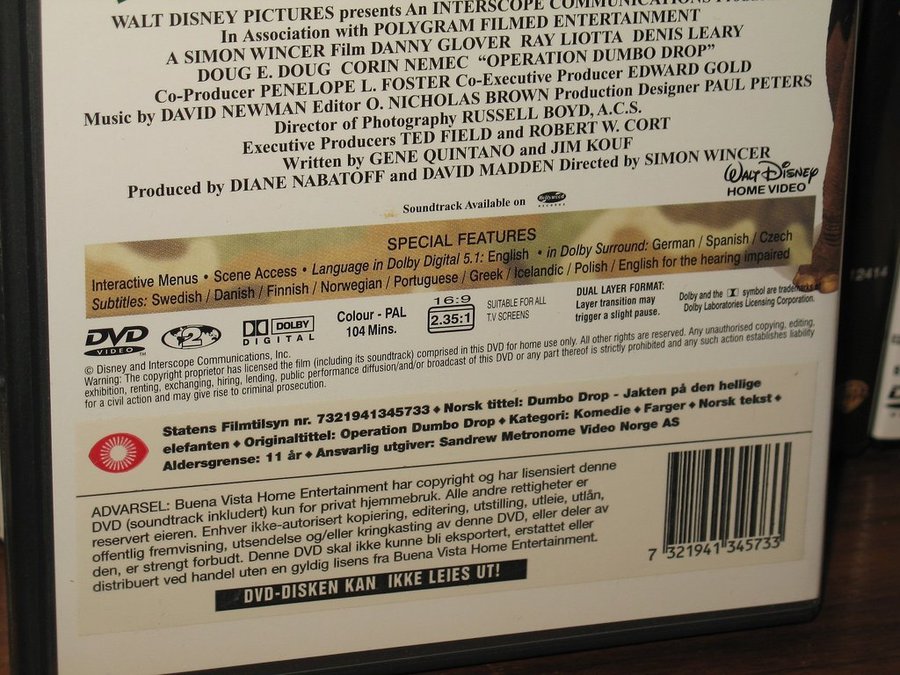 WALT DISNEY PICTURES presents An INTERSCOPE COMMUNICATIONS
In Association with POLYGRAM FILMED ENTERTAINMENT
A SIMON WINCER Film DANNY GLOVER RAY LIOTTA DENIS LEARY
DOUG E. DOUG CORIN NEMEC “OPERATION DUMBO DROP”
Co-Producer PENELOPE L. FOSTER Co-Executive Producer EDWARD GOLD
Music by DAVID NEWMAN Editor O. NICHOLAS BROWN Production Designer PAUL PETERS
Director of Photography RUSSELL BOYD, A.C.S.
Executive Producers TED FIELD and ROBERT W. CORT
Written by GENE QUINTANO and JIM KOUF
Produced by DIANE NABATOFF and DAVID MADDEN Directed by SIMON WINCER
WALT DISNEY
HOME VIDEO
Soundtrack Available on
SPECIAL FEATURES
Interactive Menus • Scene Access • Language in Dolby Digital 5.1: English • in Dolby Surround: German / Spanish / Czech
Subtitles: Swedish / Danish / Finnish / Norwegian / Portuguese / Greek / Icelandic / Polish / English for the hearing impaired
DVD
VIDEO
2
DOLBY
DIGITAL
Colour - PAL
104 Mins.
16:9
2.35:1
SUITABLE FOR ALL
T.V SCREENS
DUAL LAYER FORMAT:
Layer transition may
trigger a slight pause.
Dolby and the symbol are trademarks of
Dolby Laboratories Licensing Corporation.
© Disney and Interscope Communications, Inc.
Warning: The copyright proprietor has licensed the film (including its soundtrack) comprised in this DVD for home use only. All other rights are reserved. Any unauthorised copying, editing,
exhibition, renting, exchanging, hiring, lending, public performance diffusion/and/or broadcast of this DVD or any part thereof is strictly prohibited and any such action establishes liability
for a civil action and may give rise to criminal prosecution.
Statens Filmtilsyn nr. 7321941345733 ♦ Norsk tittel: Dumbo Drop - Jakten på den hellige
elefanten ♦ Originaltittel: Operation Dumbo Drop ♦ Kategori: Komedie ♦ Farger ♦ Norsk tekst ♦
Aldersgrense: 11 år ♦ Ansvarlig utgiver: Sandrew Metronome Video Norge AS
ADVARSEL: Buena Vista Home Entertainment har copyright og har lisensiert denne
DVD (soundtrack inkludert) kun for privat hjemmebruk. Alle andre rettigheter er
reservert eieren. Enhver ikke-autorisert kopiering, editering, utstilling, utleie, utlån,
offentlig fremvisning, utsendelse og/eller kringkasting av denne DVD, eller deler av
den, er strengt forbudt. Denne DVD skal ikke kunne bli eksportert, erstattet eller
distribuert ved handel uten en gyldig lisens fra Buena Vista Home Entertainment.
DVD-DISKEN KAN IKKE LEIES UT!
7 321941 345733
2414